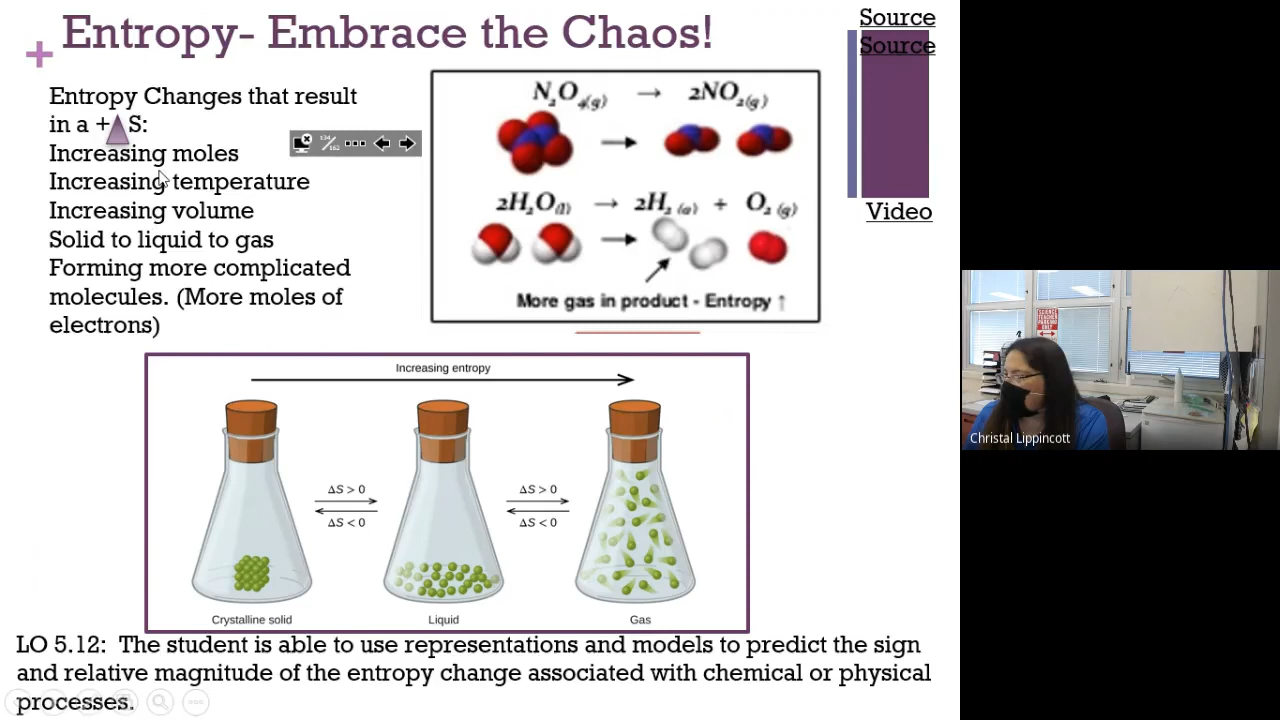 Entropy- Embrace the Chaos!
Source
Source
Video
Entropy Changes that result
in a + S:
Increasing moles
Increasing temperature
Increasing volume
Solid to liquid to gas
Forming more complicated
molecules. (More moles of
electrons)
134/162
N2O4(g) → 2NO2(g)
2H2O(l) → 2H2 (g) + O2 (g)
More gas in product - Entropy ↑
Increasing entropy
ΔS > 0
ΔS < 0
ΔS > 0
ΔS < 0
Crystalline solid
Liquid
Gas
LO 5.12: The student is able to use representations and models to predict the sign
and relative magnitude of the entropy change associated with chemical or physical
processes.
PARKING
ONLY
Christal Lippincott